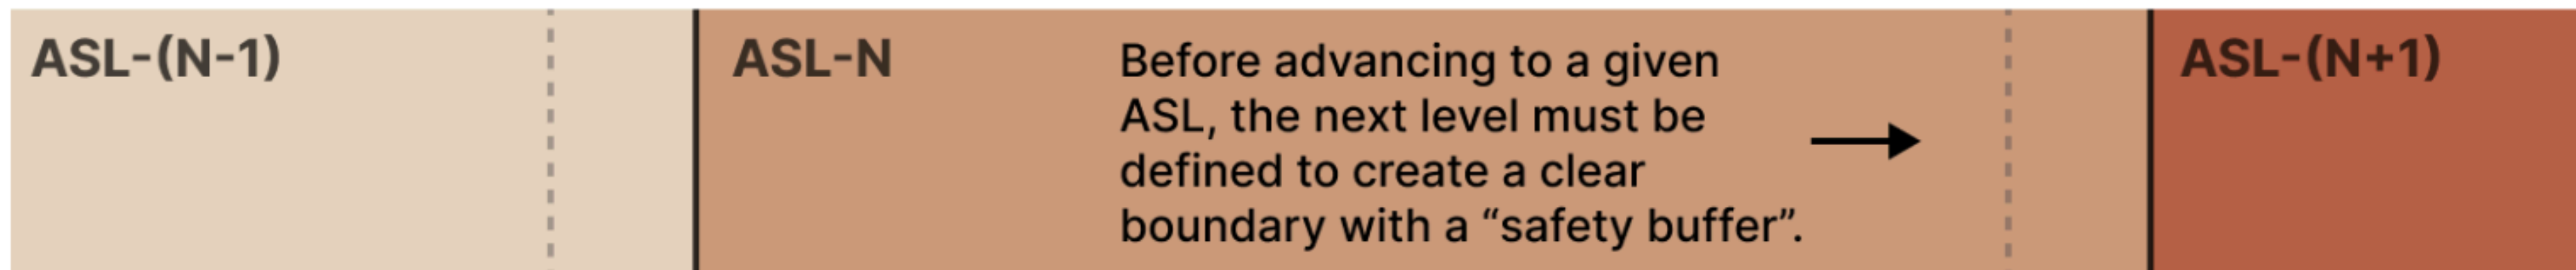 ASL-(N-1)
ASL-N
Before advancing to a given
ASL, the next level must be
defined to create a clear
boundary with a “safety buffer”.
ASL-(N+1)